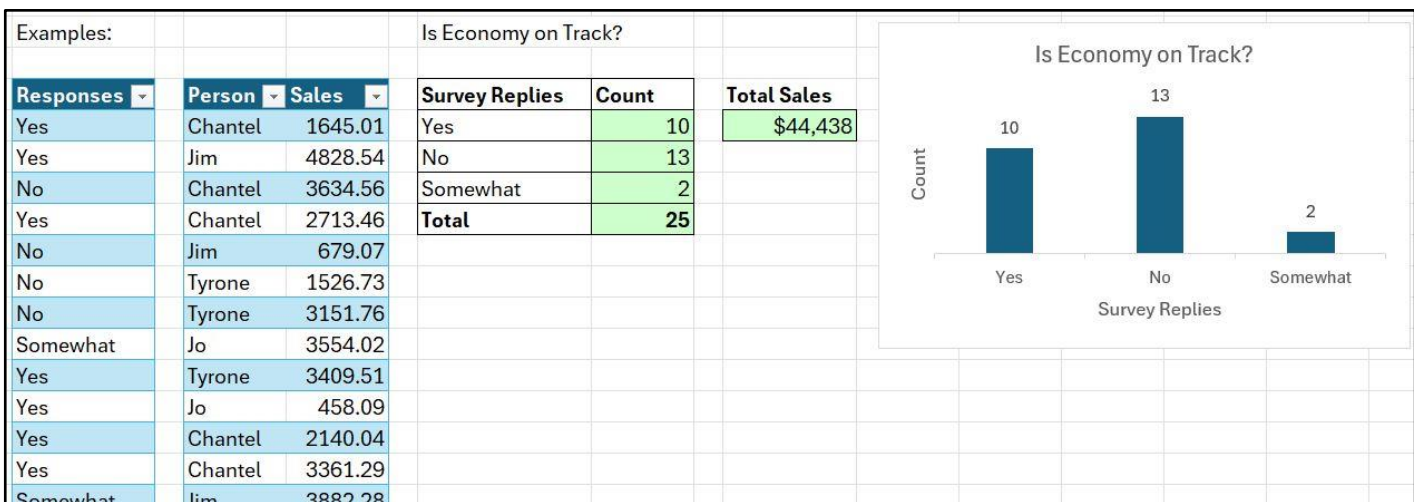 Examples: Is Economy on Track?
Responses Person Sales Survey Replies Count Total Sales
Yes Chantel 1645.01 Yes 10 $44,438
Yes Jim 4828.54 No 13
No Chantel 3634.56 Somewhat 2
Yes Chantel 2713.46 Total 25
No Jim 679.07
No Tyrone 1526.73
No Tyrone 3151.76
Somewhat Jo 3554.02
Yes Tyrone 3409.51
Yes Jo 458.09
Yes Chantel 2140.04
Yes Chantel 3361.29
Somewhat Jim 3882.28
Is Economy on Track?
13
10
2
Count
Yes No Somewhat
Survey Replies